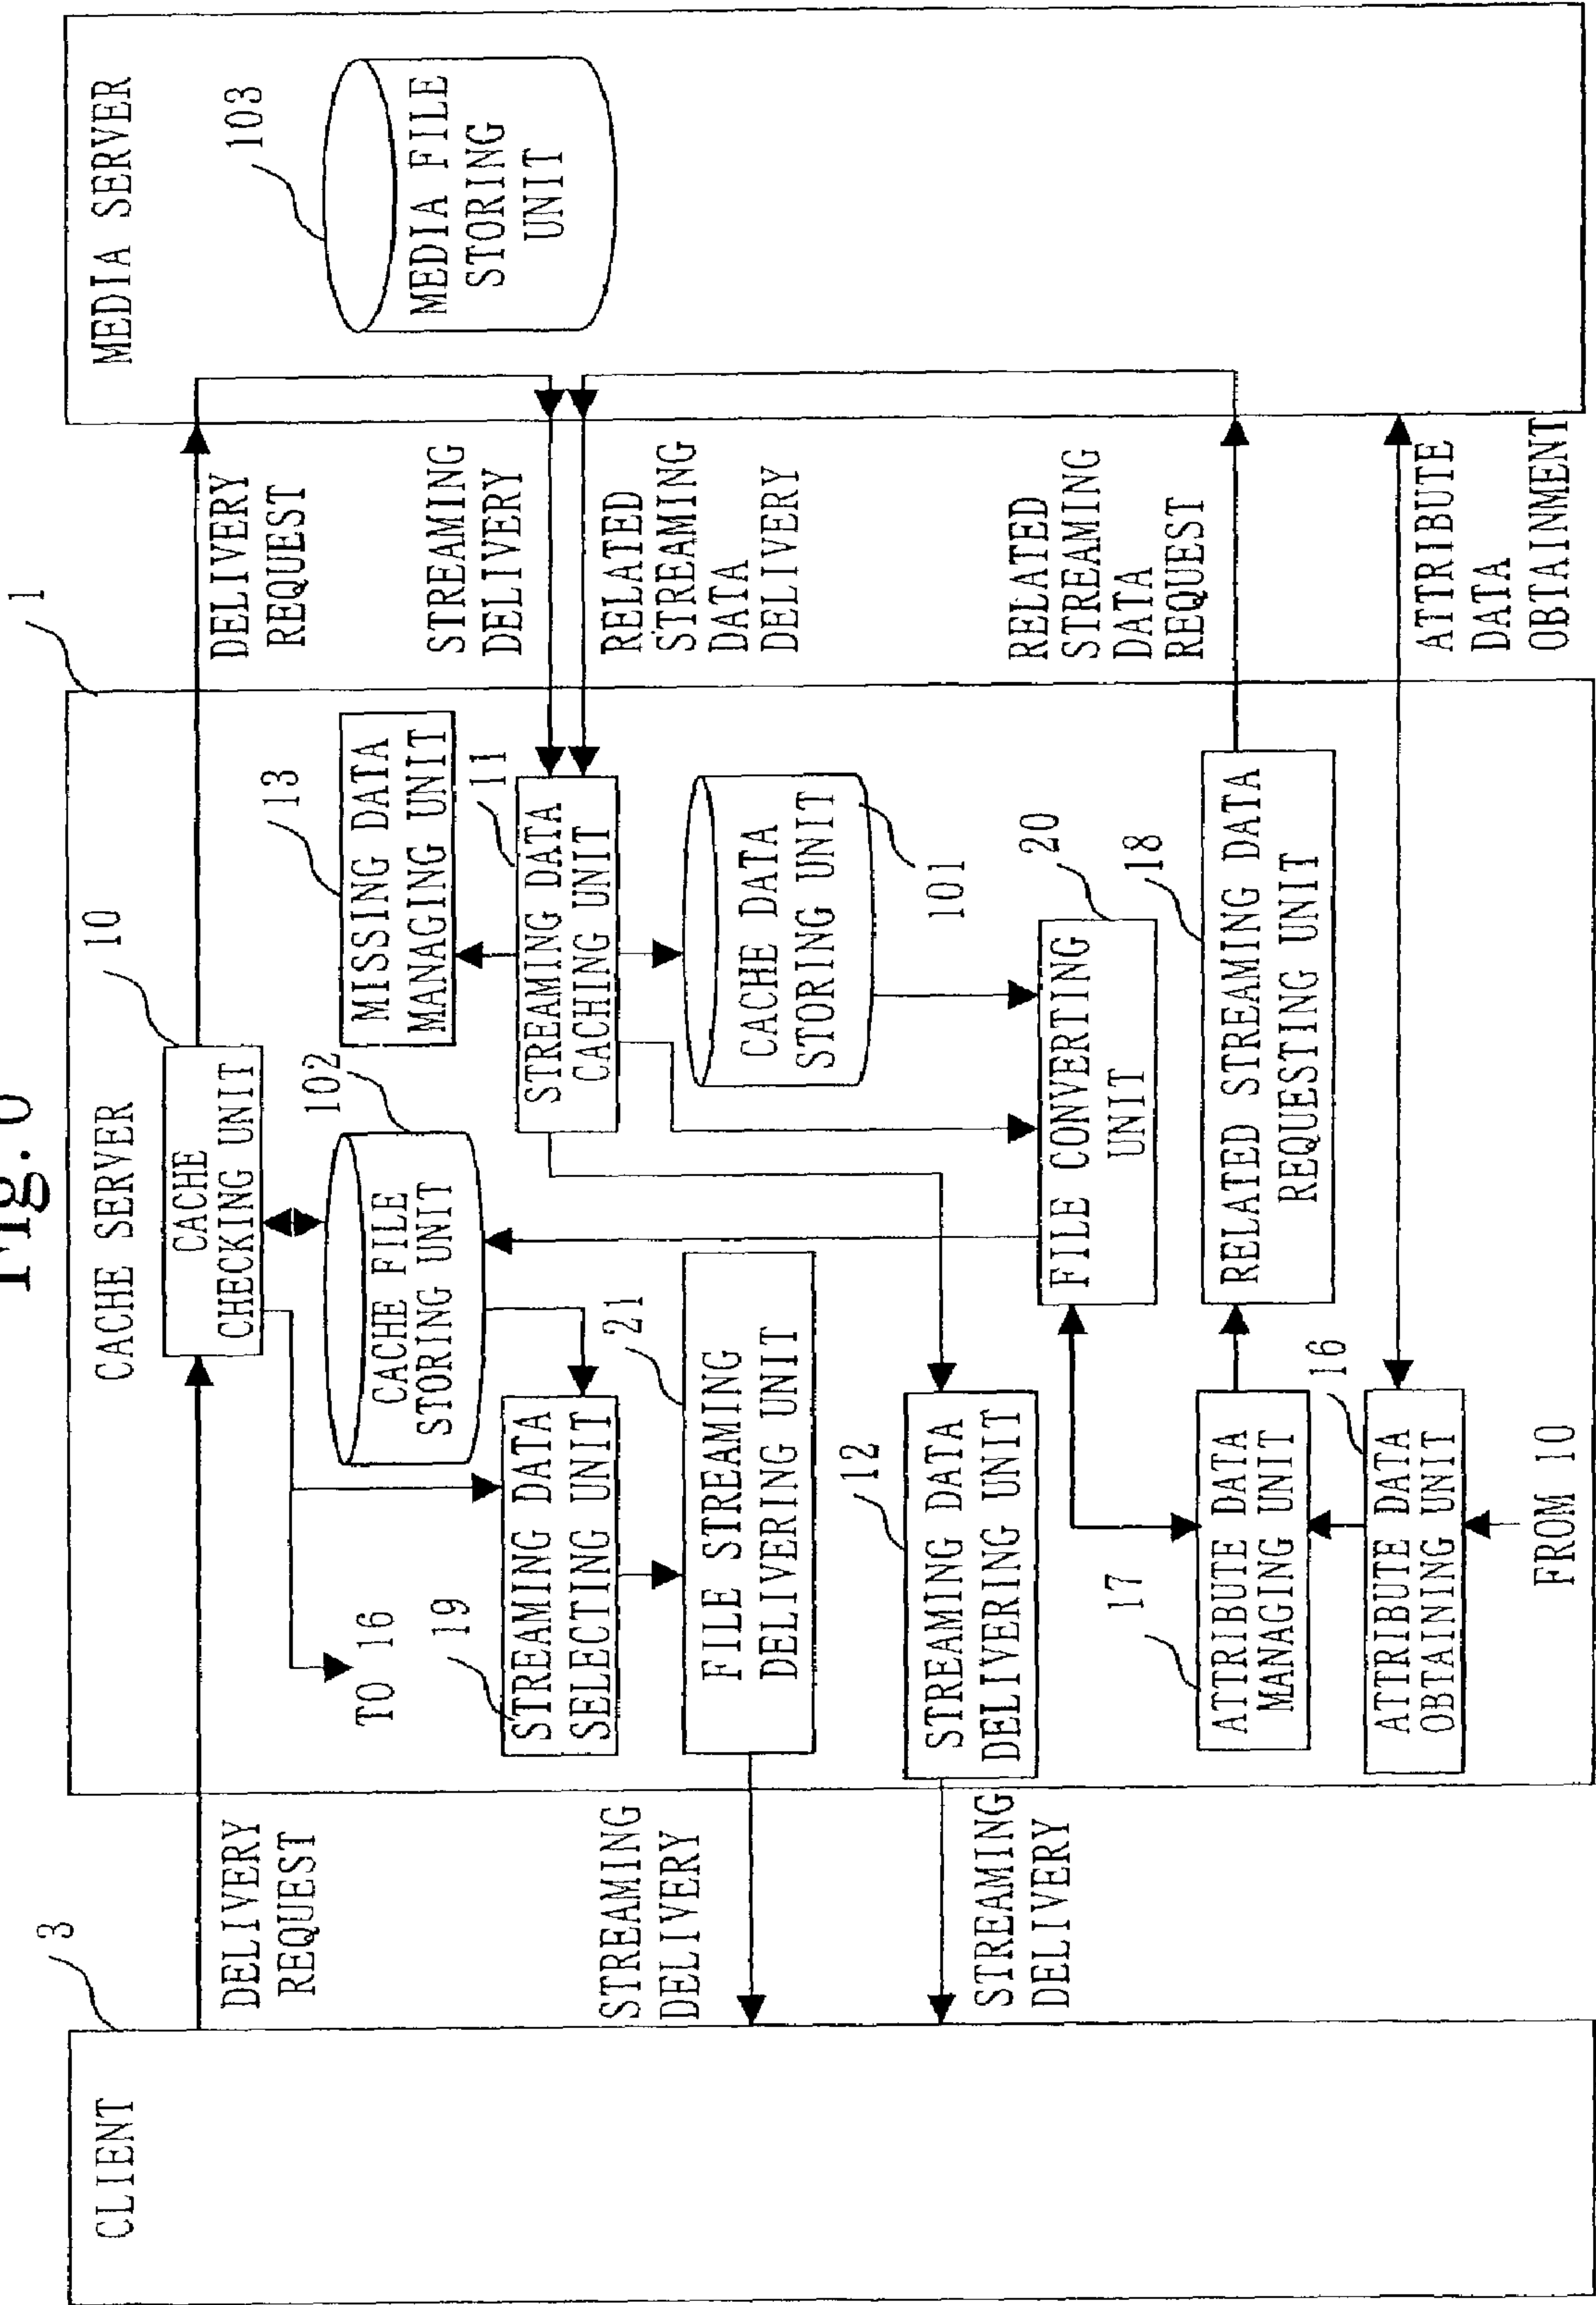 Fig.
CLIENT
3
DELIVERY
REQUEST
STREAMING
DELIVERY
STREAMING
DELIVERY
CACHE SERVER
1
CACHE
CHECKING UNIT
10
TO 16
CACHE FILE
STORING UNIT
102
MISSING DATA
MANAGING UNIT
13
19
STREAMING DATA
SELECTING UNIT
STREAMING DATA
CACHING UNIT
11
FILE STREAMING
DELIVERING UNIT
21
CACHE DATA
STORING UNIT
101
STREAMING DATA
DELIVERING UNIT
12
FILE CONVERTING
UNIT
20
17
ATTRIBUTE DATA
MANAGING UNIT
RELATED STREAMING DATA
REQUESTING UNIT
18
ATTRIBUTE DATA
OBTAINING UNIT
16
FROM 10
DELIVERY
REQUEST
STREAMING
DELIVERY
RELATED
STREAMING
DATA
DELIVERY
RELATED
STREAMING
DATA
REQUEST
ATTRIBUTE
DATA
OBTAINMENT
MEDIA SERVER
103
MEDIA FILE
STORING
UNIT